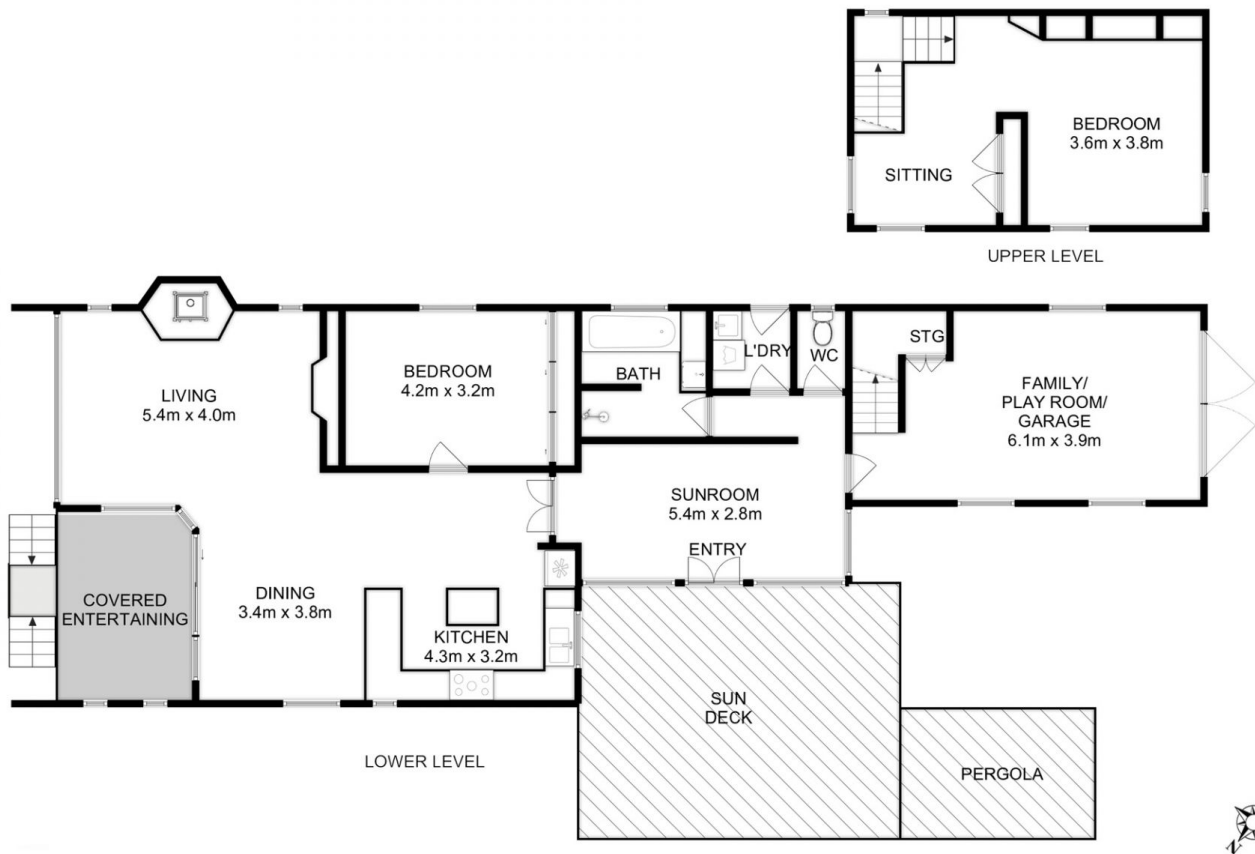 BEDROOM
3.6m x 3.8m
SITTING
UPPER LEVEL
LIVING
5.4m x 4.0m
BEDROOM
4.2m x 3.2m
BATH
L'DRY
WC
STG
FAMILY/
PLAY ROOM/
GARAGE
6.1m x 3.9m
SUNROOM
5.4m x 2.8m
ENTRY
COVERED
ENTERTAINING
DINING
3.4m x 3.8m
KITCHEN
4.3m x 3.2m
SUN
DECK
PERGOLA
LOWER LEVEL
N